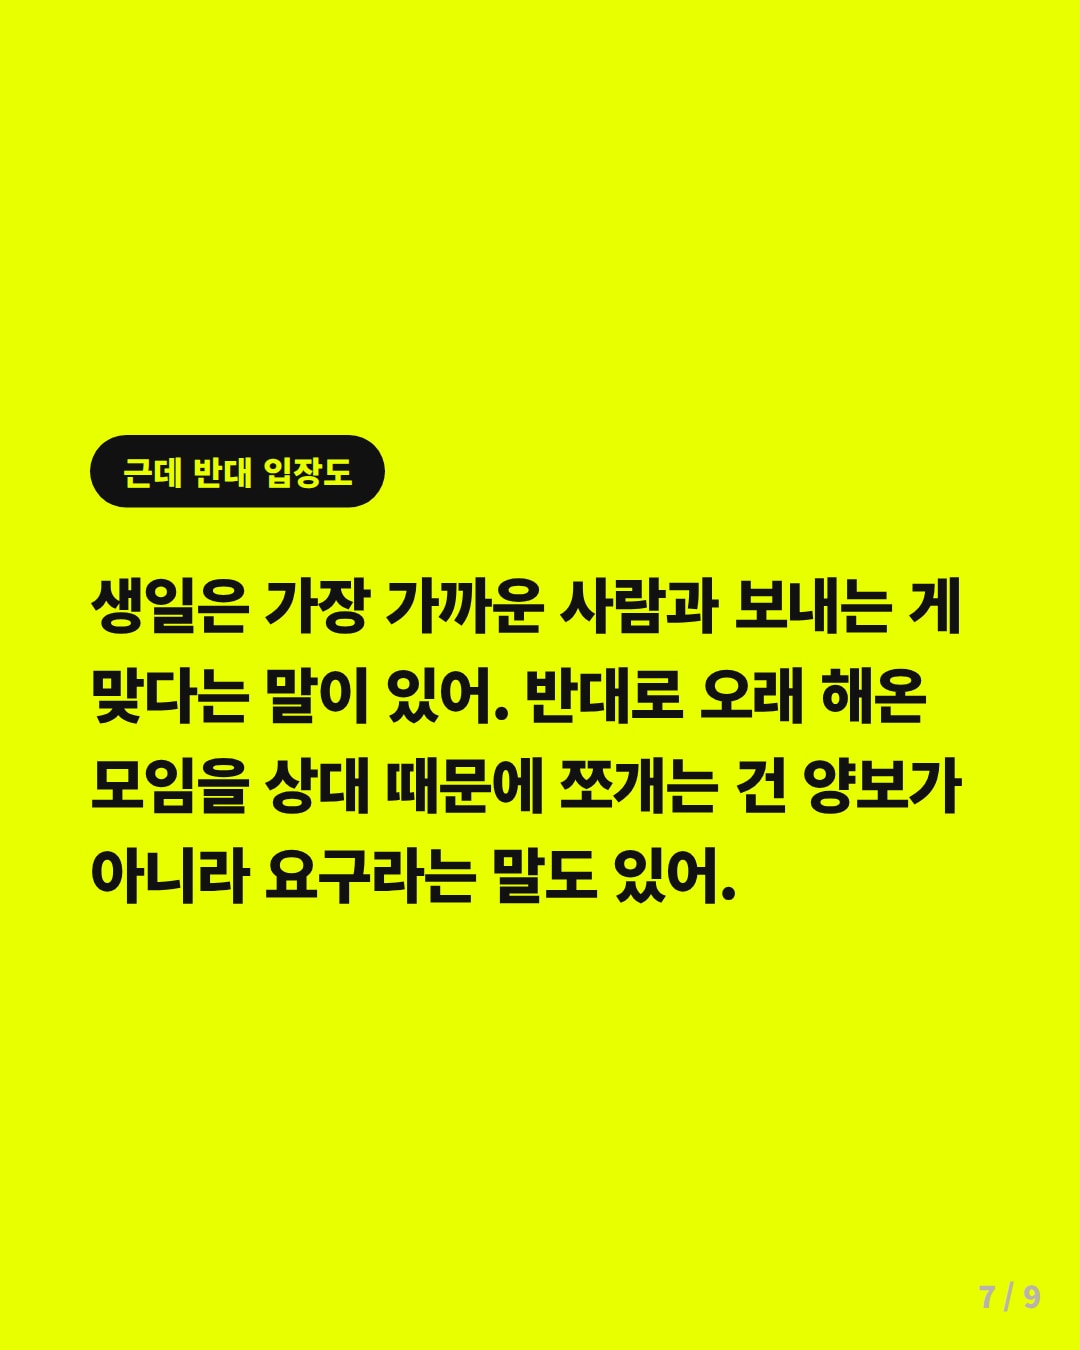 근데 반대 입장도
생일은 가장 가까운 사람과 보내는 게
맞다는 말이 있어. 반대로 오래 해온
모임을 상대 때문에 쪼개는 건 양보가
아니라 요구라는 말도 있어.
7 / 9